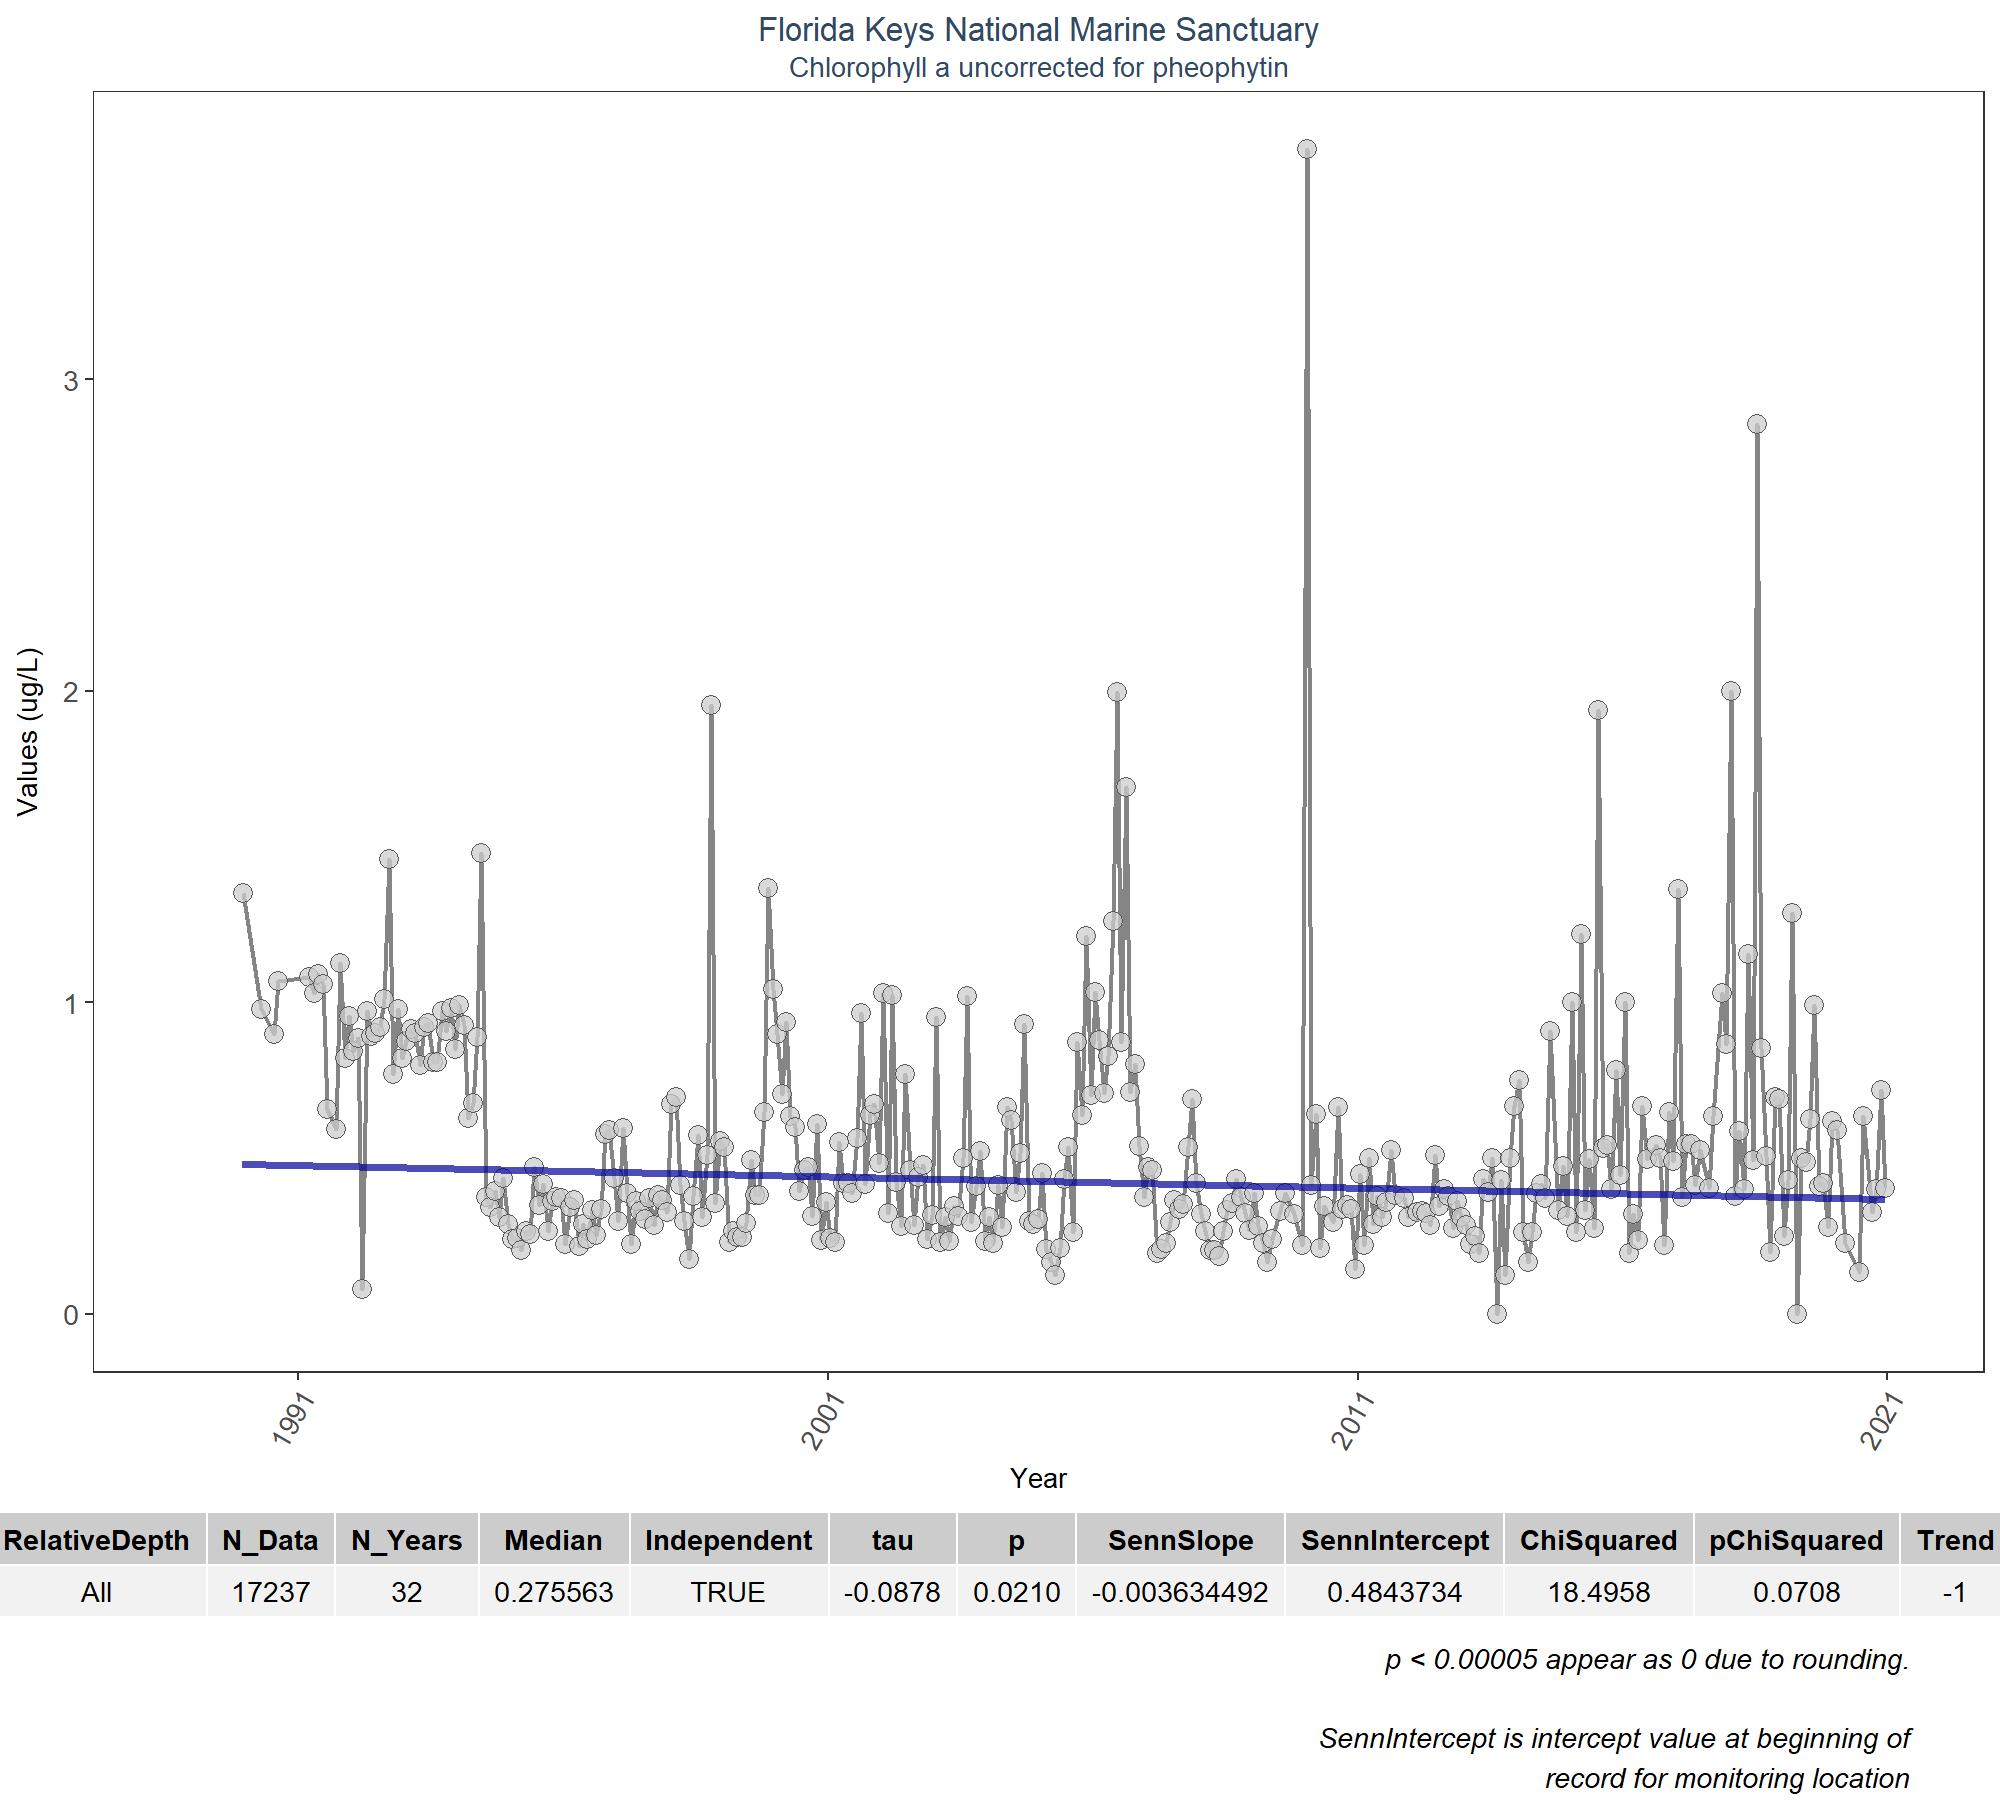 Florida Keys National Marine Sanctuary
Chlorophyll a uncorrected for pheophytin
Values (ug/L)
3
2
1
0
1991 2001 2011 2021
Year
RelativeDepth N_Data N_Years Median Independent tau p SennSlope SennIntercept ChiSquared pChiSquared Trend
All 17237 32 0.275563 TRUE -0.0878 0.0210 -0.003634492 0.4843734 18.4958 0.0708 -1
p < 0.00005 appear as 0 due to rounding.
SennIntercept is intercept value at beginning of
record for monitoring location